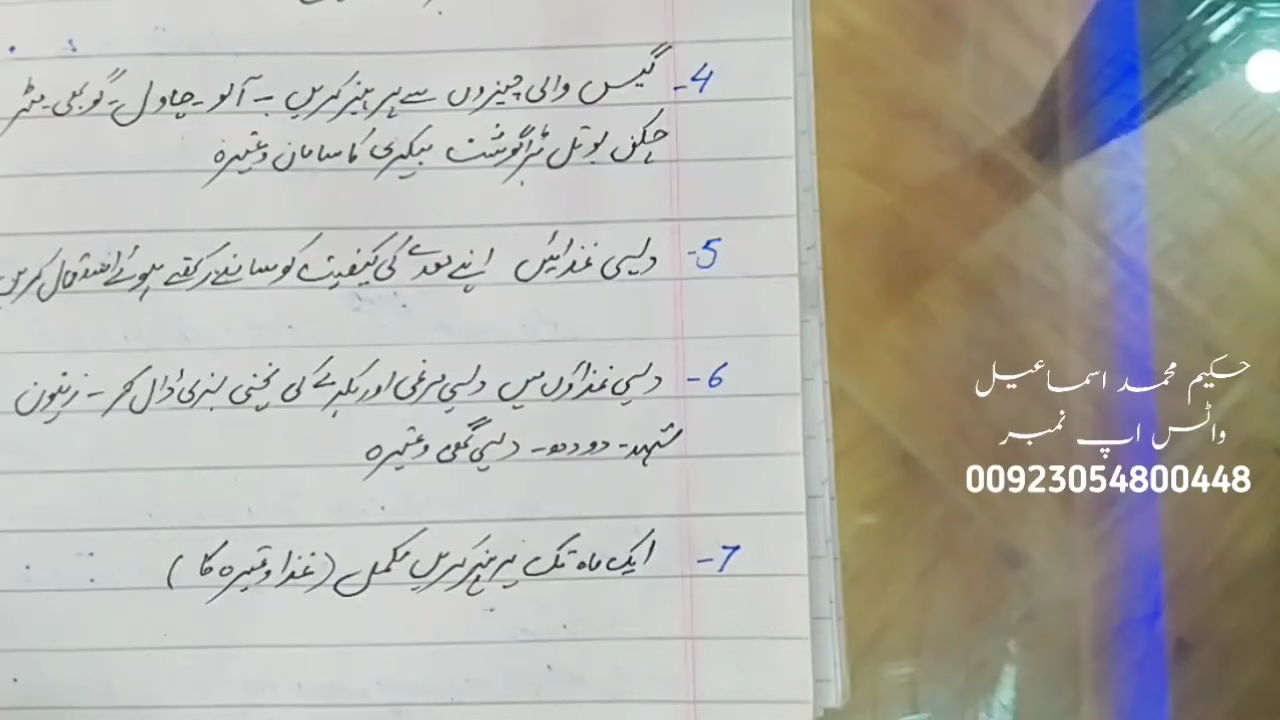 4- گیس والی چیزوں سے پرہیز کریں - آلو - چاول - گوبھی - مٹر
چکن بوتل بڑا گوشت بیکری کا سامان وغیرہ
5- دیسی غذائیں اپنے معدے کی کیفیت کو سامنے رکھتے ہوئے استعمال کریں
6- دیسی غذاؤں میں دیسی مرغی اور بکرے کی یخنی سبزی ڈال کر - زیتون
شہد - دودھ - دیسی گھی وغیرہ
7- ایک ماہ تک پرہیز کریں مکمل (غذا وغیرہ کا)
حکیم محمد اسماعیل
واٹس اپ نمبر
00923054800448